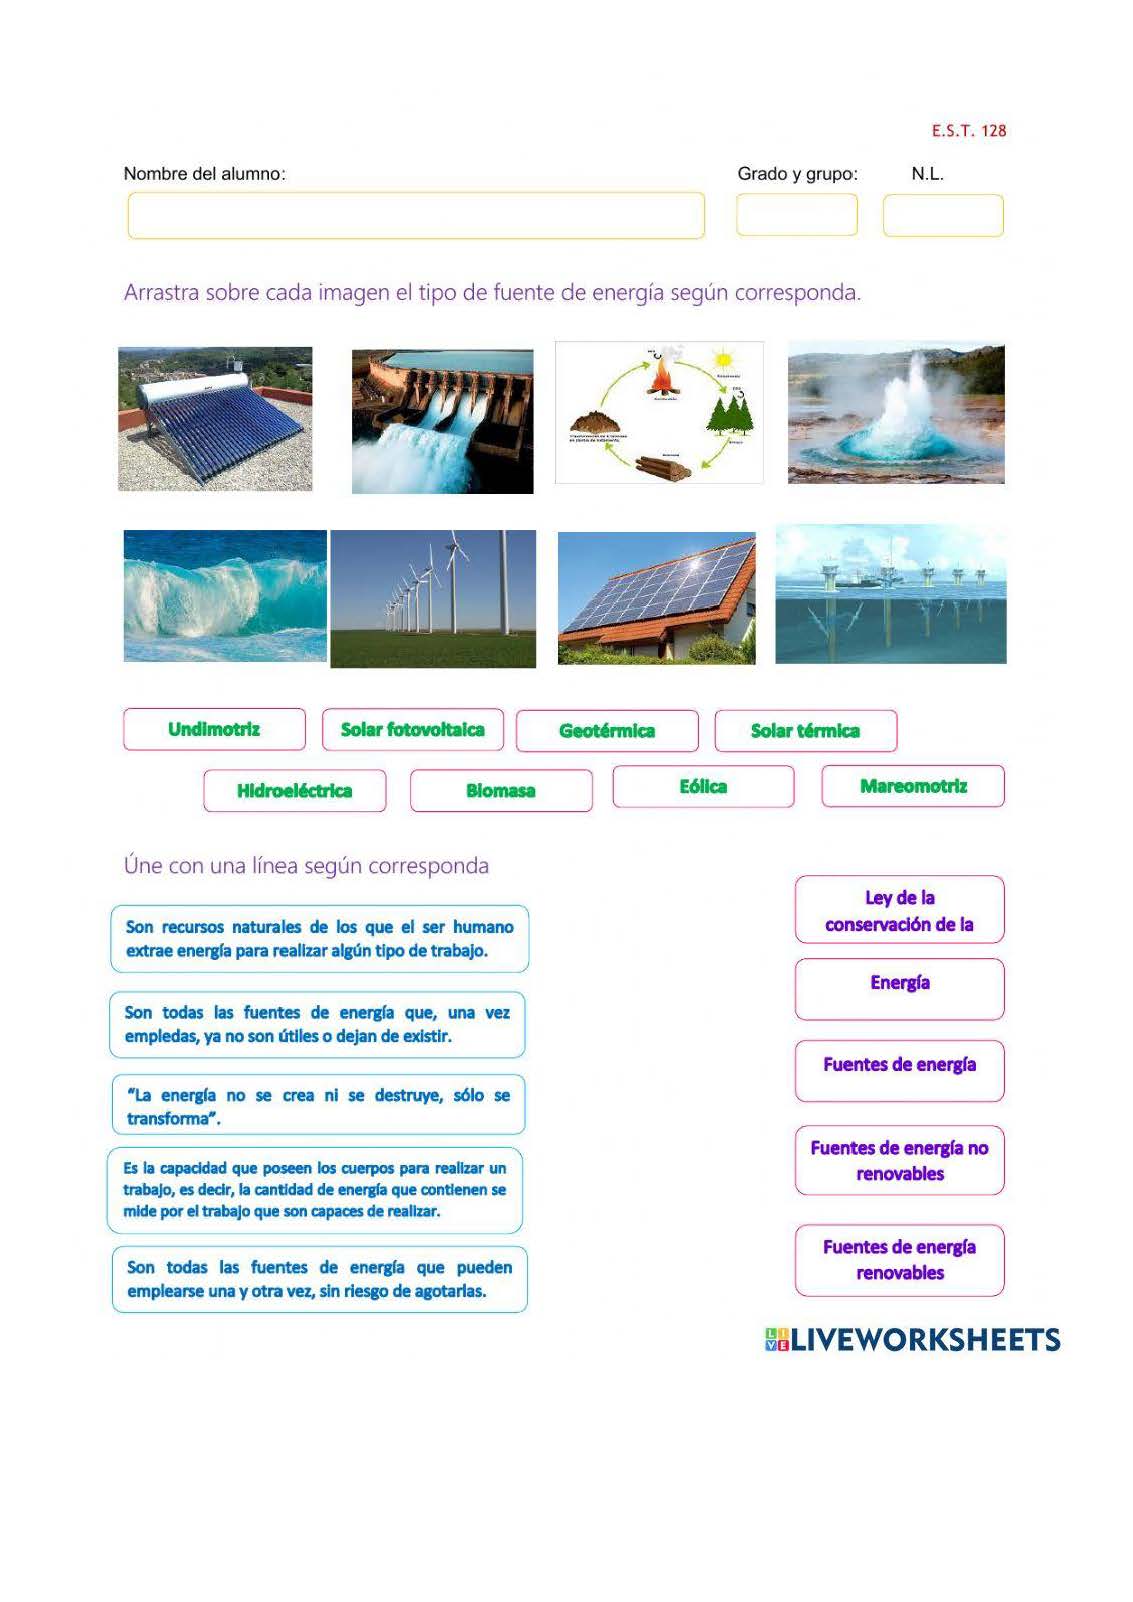 E.S.T. 128
Nombre del alumno:
Grado y grupo:
N.L.
Arrastra sobre cada imagen el tipo de fuente de energía según corresponda.
Undimotriz
Solar fotovoltaica
Geotérmica
Solar térmica
Hidroeléctrica
Biomasa
Eólica
Mareomotriz
Úne con una línea según corresponda
Son recursos naturales de los que el ser humano
extrae energía para realizar algún tipo de trabajo.
Son todas las fuentes de energía que, una vez
empledas, ya no son útiles o dejan de existir.
“La energía no se crea ni se destruye, sólo se
transforma”.
Es la capacidad que poseen los cuerpos para realizar un
trabajo, es decir, la cantidad de energía que contienen se
mide por el trabajo que son capaces de realizar.
Son todas las fuentes de energía que pueden
emplearse una y otra vez, sin riesgo de agotarlas.
Ley de la
conservación de la
Energía
Fuentes de energía
Fuentes de energía no
renovables
Fuentes de energía
renovables
LIVEWORKSHEETS